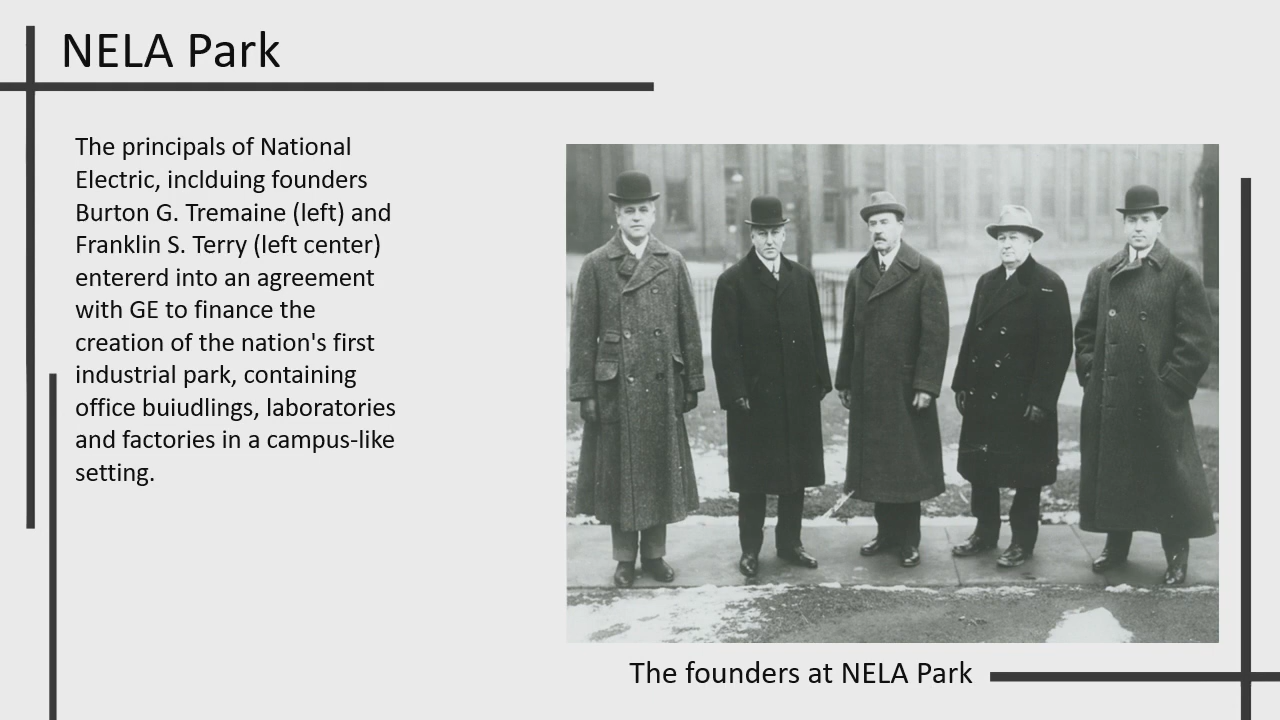 NELA Park
The principals of National
Electric, inclduing founders
Burton G. Tremaine (left) and
Franklin S. Terry (left center)
entererd into an agreement
with GE to finance the
creation of the nation's first
industrial park, containing
office buiudlings, laboratories
and factories in a campus-like
setting.
The founders at NELA Park